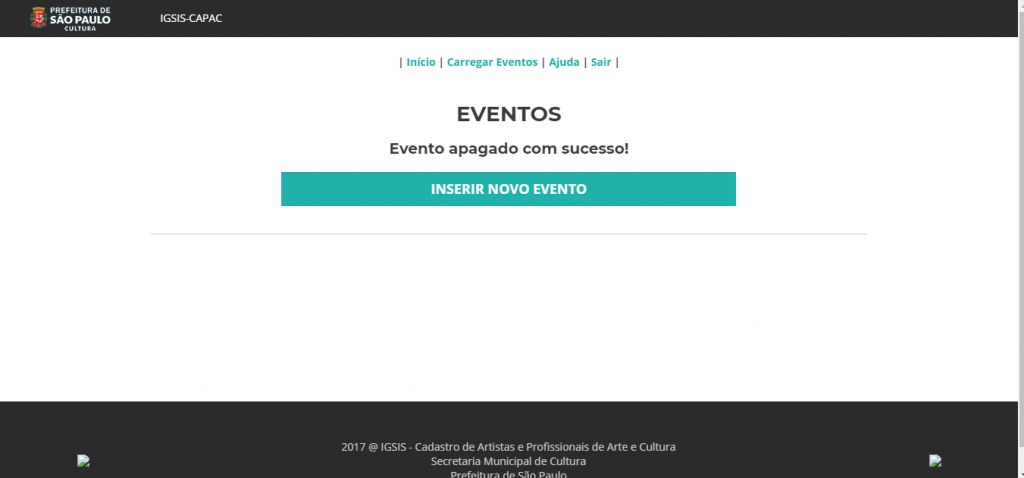 PREFEITURA DE
SÃO PAULO
CULTURA
IGSIS-CAPAC
| Início | Carregar Eventos | Ajuda | Sair |
EVENTOS
Evento apagado com sucesso!
INSERIR NOVO EVENTO
2017 @ IGSIS - Cadastro de Artistas e Profissionais de Arte e Cultura
Secretaria Municipal de Cultura
Prefeitura de São Paulo